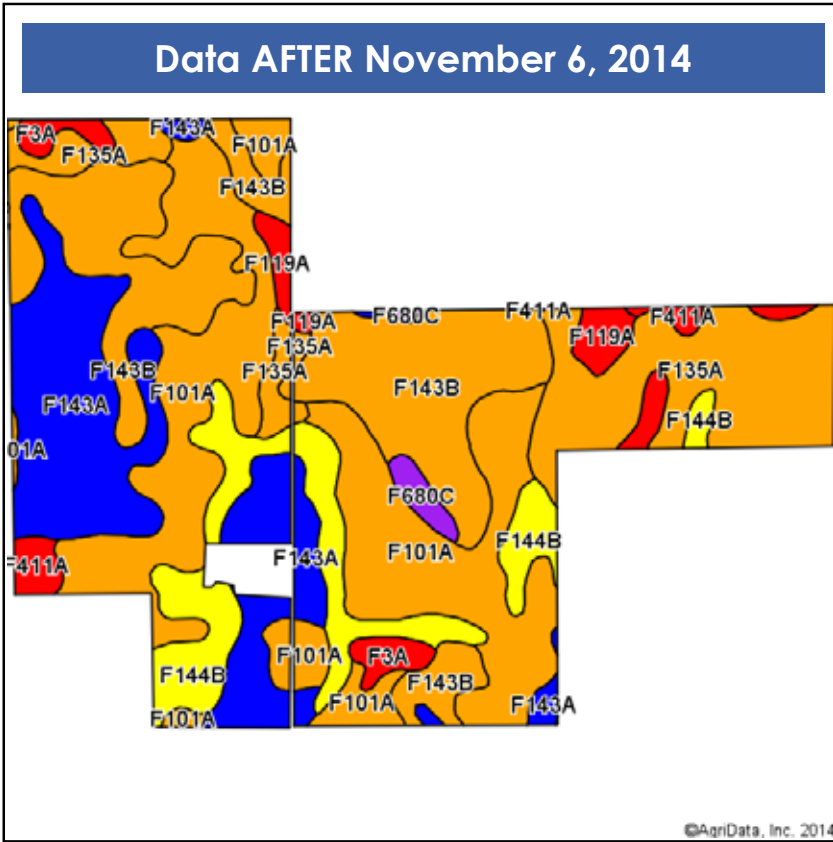 Data AFTER November 6, 2014
F3A
F143A
F135A
F101A
F143B
F119A
F119A
F680C
F411A
F411A
F119A
F135A
F135A
F135A
F143B
F101A
F143B
F143A
F144B
01A
F680C
F144B
F101A
F143A
F411A
F101A
F3A
F144B
F143B
F101A
F143A
F101A
©AgriData, Inc. 2014